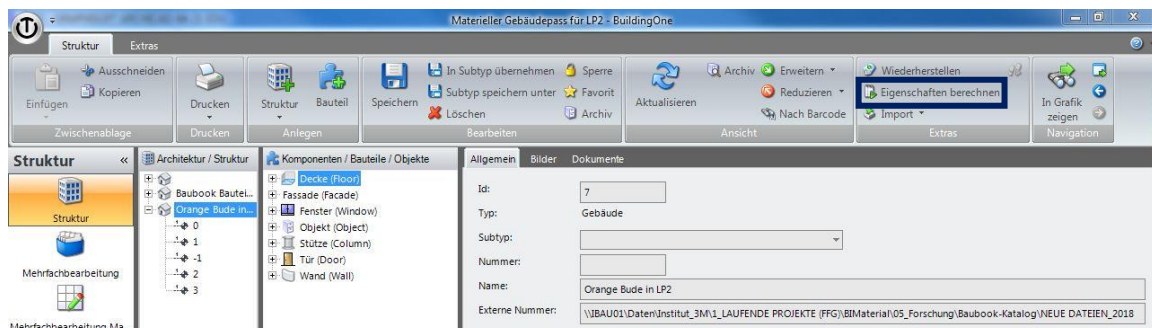 Materieller Gebäudepass für LP2 - BuildingOne
Struktur Extras
Einfügen
Ausschneiden
Kopieren
Zwischenablage
Drucken
Drucken
Struktur
Bauteil
Anlegen
Speichern
In Subtyp übernehmen
Subtyp speichern unter
Löschen
Sperre
Favorit
Archiv
Bearbeiten
Aktualisieren
Archiv
Erweitern
Reduzieren
Nach Barcode
Ansicht
Wiederherstellen
Eigenschaften berechnen
Import
Extras
In Grafik
zeigen
Navigation
Struktur «
Struktur
Mehrfachbearbeitung
Mehrfachbearbeitung Ma...
Architektur / Struktur
Baubook Bautei...
Orange Bude in...
0
1
-1
2
3
Komponenten / Bauteile / Objekte
Decke (Floor)
Fassade (Facade)
Fenster (Window)
Objekt (Object)
Stütze (Column)
Tür (Door)
Wand (Wall)
Allgemein Bilder Dokumente
Id: 7
Typ: Gebäude
Subtyp:
Nummer:
Name: Orange Bude in LP2
Externe Nummer: \\IBAU01\Daten\Institut_3M\1_LAUFENDE PROJEKTE (FFG)\BIMaterial\05_Forschung\Baubook-Katalog\NEUE DATEIEN_2018